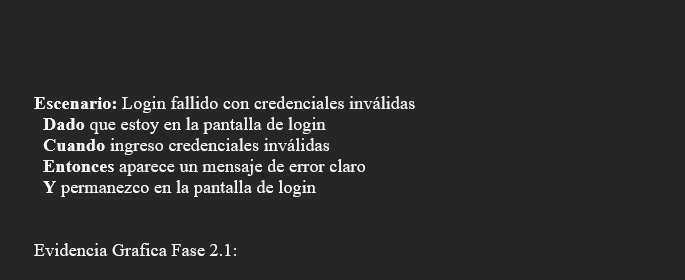 Escenario: Login fallido con credenciales inválidas
Dado que estoy en la pantalla de login
Cuando ingreso credenciales inválidas
Entonces aparece un mensaje de error claro
Y permanezco en la pantalla de login
Evidencia Grafica Fase 2.1: